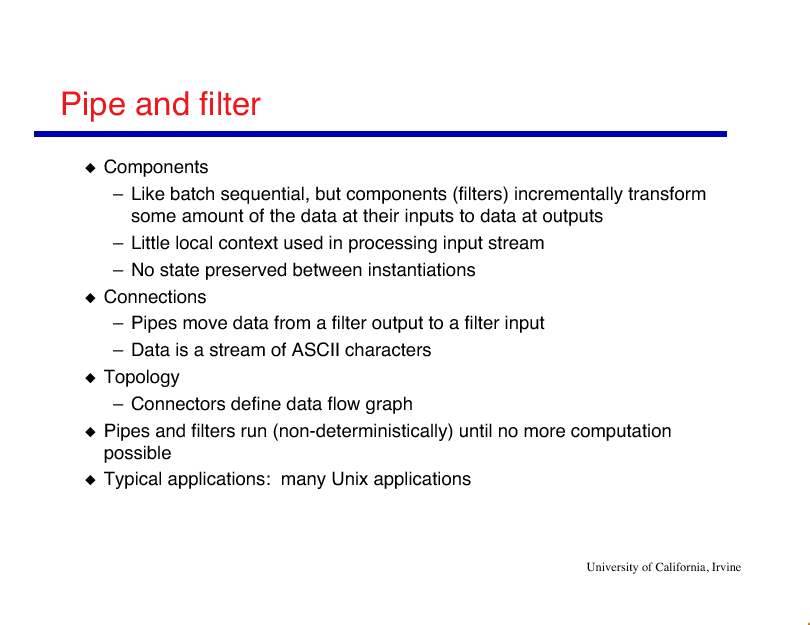 Pipe and filter
◆ Components
– Like batch sequential, but components (filters) incrementally transform
some amount of the data at their inputs to data at outputs
– Little local context used in processing input stream
– No state preserved between instantiations
◆ Connections
– Pipes move data from a filter output to a filter input
– Data is a stream of ASCII characters
◆ Topology
– Connectors define data flow graph
◆ Pipes and filters run (non-deterministically) until no more computation
possible
◆ Typical applications:  many Unix applications
University of California, Irvine